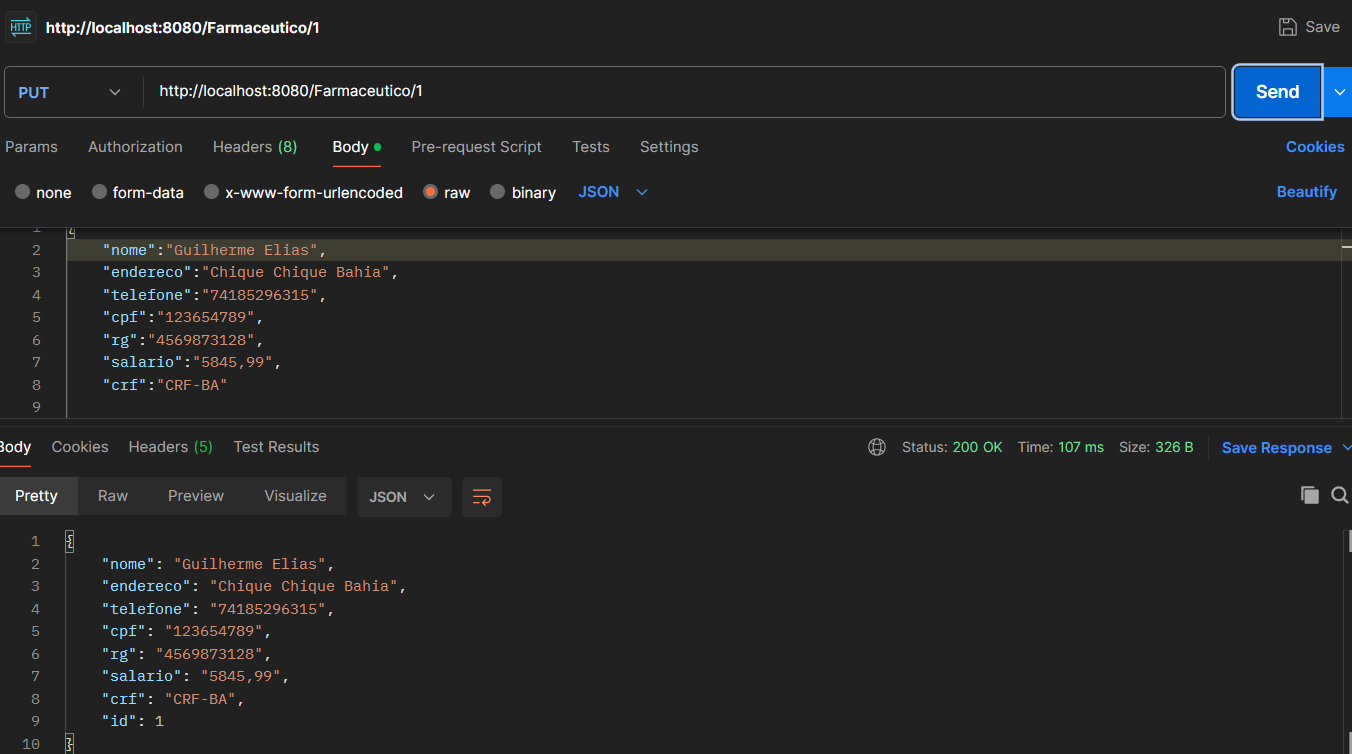 HTTP http://localhost:8080/Farmaceutico/1 Save
PUT http://localhost:8080/Farmaceutico/1 Send
Params Authorization Headers (8) Body Pre-request Script Tests Settings Cookies
none form-data x-www-form-urlencoded raw binary JSON Beautify
1 {
2 "nome":"Guilherme Elias",
3 "endereco":"Chique Chique Bahia",
4 "telefone":"74185296315",
5 "cpf":"123654789",
6 "rg":"4569873128",
7 "salario":"5845,99",
8 "crf":"CRF-BA"
9
Body Cookies Headers (5) Test Results Status: 200 OK Time: 107 ms Size: 326 B Save Response
Pretty Raw Preview Visualize JSON
1 {
2 "nome": "Guilherme Elias",
3 "endereco": "Chique Chique Bahia",
4 "telefone": "74185296315",
5 "cpf": "123654789",
6 "rg": "4569873128",
7 "salario": "5845,99",
8 "crf": "CRF-BA",
9 "id": 1
10 }